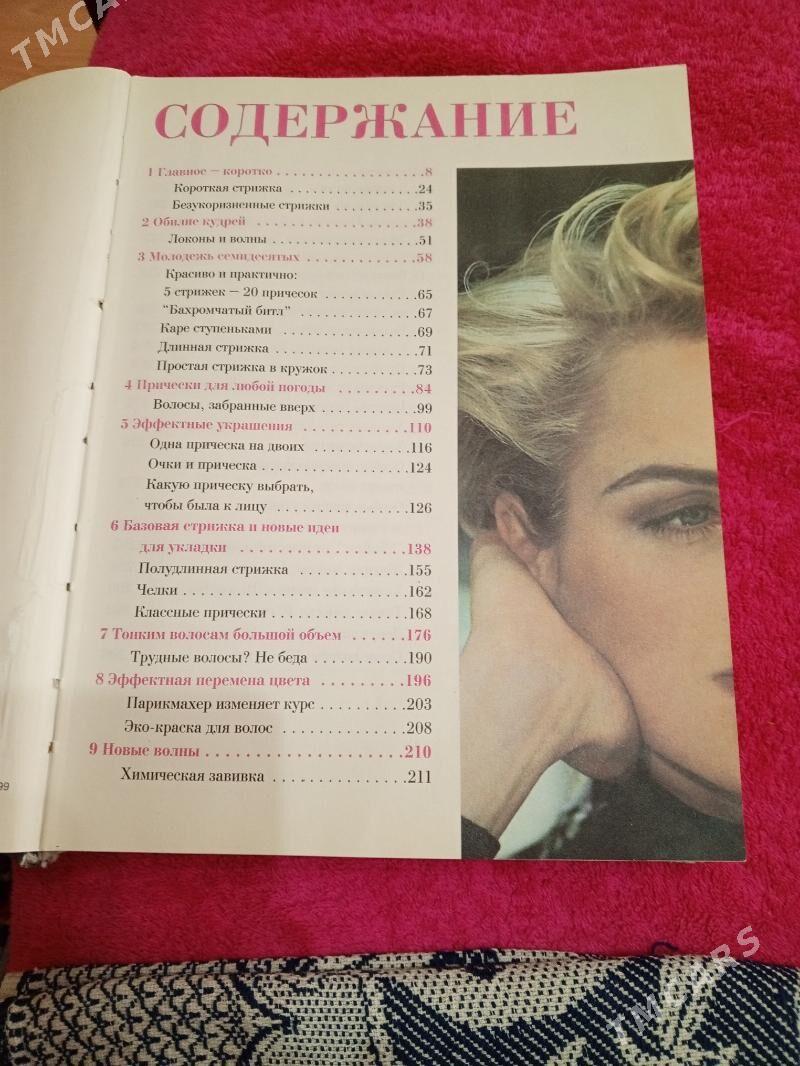 TMCARS
СОДЕРЖАНИЕ
1 Главное – коротко . . . . . . . . . . . . . . . . . .8
Короткая стрижка . . . . . . . . . . . . . . . .24
Безукоризненные стрижки . . . . . . . . . .35
2 Обилие кудрей . . . . . . . . . . . . . . . . . . .38
Локоны и волны . . . . . . . . . . . . . . . . . .51
3 Молодежь семидесятых . . . . . . . . . . . . .58
Красиво и практично:
5 стрижек – 20 причесок . . . . . . . . . . .65
"Бахромчатый битл" . . . . . . . . . . . . . .67
Каре ступеньками . . . . . . . . . . . . . . . .69
Длинная стрижка . . . . . . . . . . . . . . . . .71
Простая стрижка в кружок . . . . . . . . . .73
4 Прически для любой погоды . . . . . . . . .84
Волосы, забранные вверх . . . . . . . . . . .99
5 Эффектные украшения . . . . . . . . . . . .110
Одна прическа на двоих . . . . . . . . . . .116
Очки и прическа . . . . . . . . . . . . . . . . .124
Какую прическу выбрать,
чтобы была к лицу . . . . . . . . . . . . . . .126
6 Базовая стрижка и новые идеи
для укладки . . . . . . . . . . . . . . . . . .138
Полудлинная стрижка . . . . . . . . . . . .155
Челки . . . . . . . . . . . . . . . . . . . . . . . .162
Классные прически . . . . . . . . . . . . . . .168
7 Тонким волосам большой объем . . . . . .176
Трудные волосы? Не беда . . . . . . . . . .190
8 Эффектная перемена цвета . . . . . . . . .196
Парикмахер изменяет курс . . . . . . . . .203
Эко-краска для волос . . . . . . . . . . . . .208
9 Новые волны . . . . . . . . . . . . . . . . . . . .210
Химическая завивка . . . . . . . . . . . . . .211
99
TMCARS